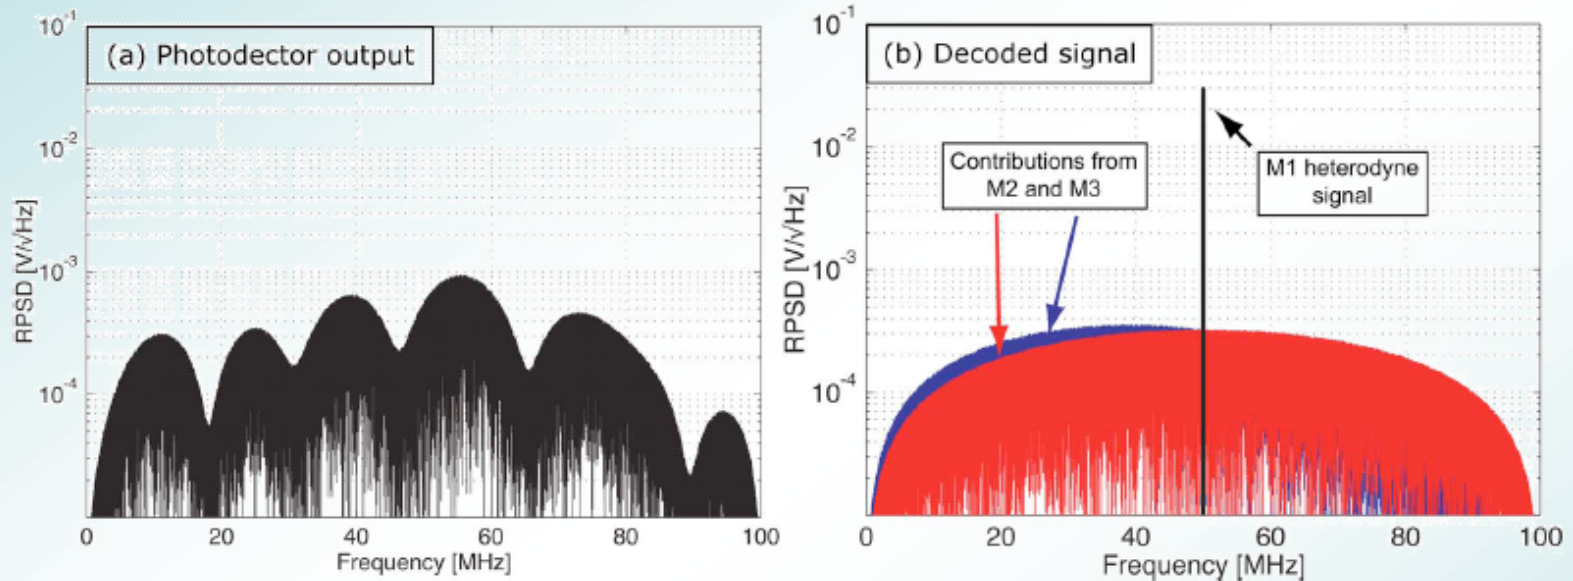 (a) Photodector output
10⁻¹
10⁻²
10⁻³
10⁻⁴
RPSD [V/√Hz]
0 20 40 60 80 100
Frequency [MHz]
(b) Decoded signal
10⁻¹
10⁻²
10⁻³
10⁻⁴
RPSD [V/√Hz]
Contributions from
M2 and M3
M1 heterodyne
signal
0 20 40 60 80 100
Frequency [MHz]